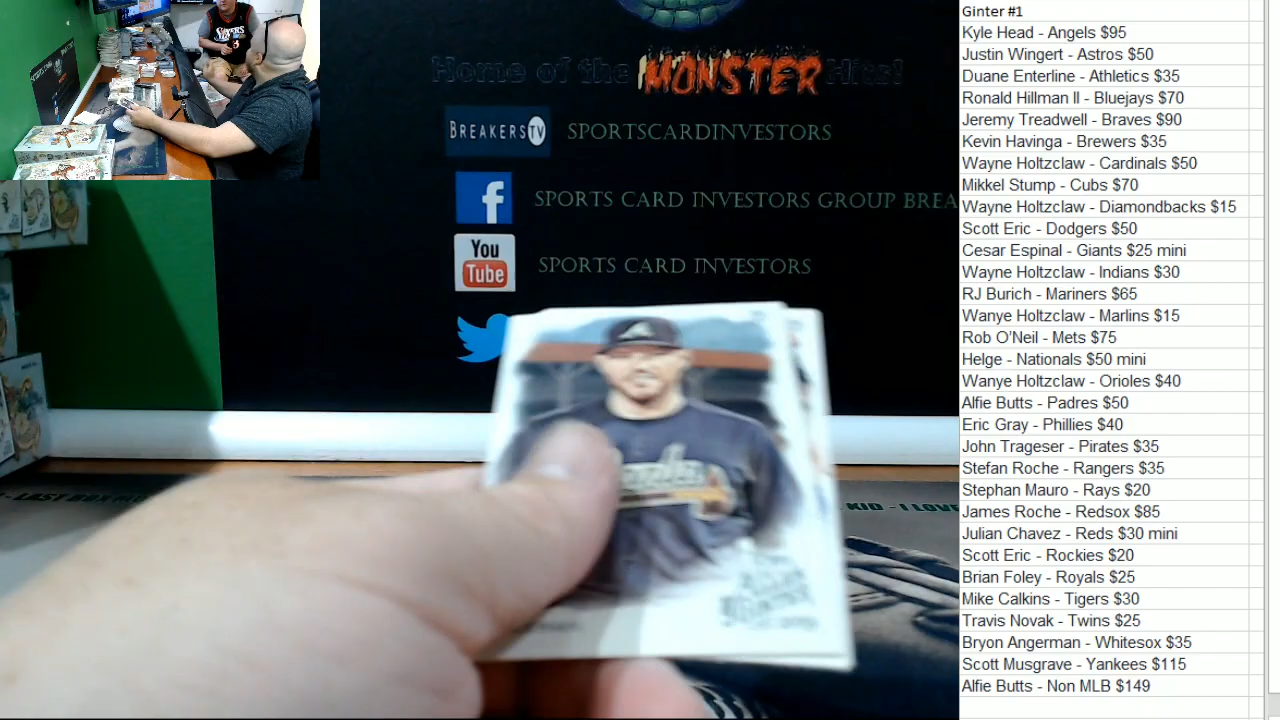 SIXERS
Home of the MONSTER Hits!
BREAKERSTV SPORTSCARDINVESTORS
f SPORTS CARD INVESTORS GROUP BREA
You Tube SPORTS CARD INVESTORS
- LAST BOX MO
KID - I LOVE
Ginter #1
Kyle Head - Angels $95
Justin Wingert - Astros $50
Duane Enterline - Athletics $35
Ronald Hillman ll - Bluejays $70
Jeremy Treadwell - Braves $90
Kevin Havinga - Brewers $35
Wayne Holtzclaw - Cardinals $50
Mikkel Stump - Cubs $70
Wayne Holtzclaw - Diamondbacks $15
Scott Eric - Dodgers $50
Cesar Espinal - Giants $25 mini
Wayne Holtzclaw - Indians $30
RJ Burich - Mariners $65
Wanye Holtzclaw - Marlins $15
Rob O'Neil - Mets $75
Helge - Nationals $50 mini
Wanye Holtzclaw - Orioles $40
Alfie Butts - Padres $50
Eric Gray - Phillies $40
John Trageser - Pirates $35
Stefan Roche - Rangers $35
Stephan Mauro - Rays $20
James Roche - Redsox $85
Julian Chavez - Reds $30 mini
Scott Eric - Rockies $20
Brian Foley - Royals $25
Mike Calkins - Tigers $30
Travis Novak - Twins $25
Bryon Angerman - Whitesox $35
Scott Musgrave - Yankees $115
Alfie Butts - Non MLB $149